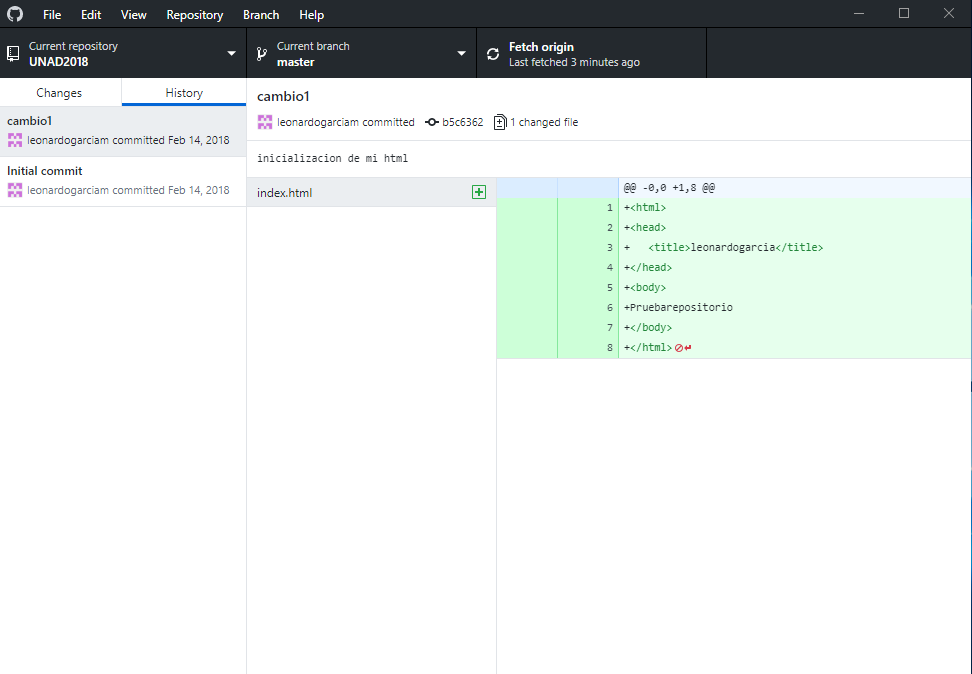 File Edit View Repository Branch Help
Current repository
UNAD2018
Current branch
master
Fetch origin
Last fetched 3 minutes ago
Changes
History
cambio1
leonardogarciam committed Feb 14, 2018
Initial commit
leonardogarciam committed Feb 14, 2018
cambio1
leonardogarciam committed b5c6362 1 changed file
inicializacion de mi html
index.html
@@ -0,0 +1,8 @@
1 +<html>
2 +<head>
3 +   <title>leonardogarcia</title>
4 +</head>
5 +<body>
6 +Pruebarepositorio
7 +</body>
8 +</html>